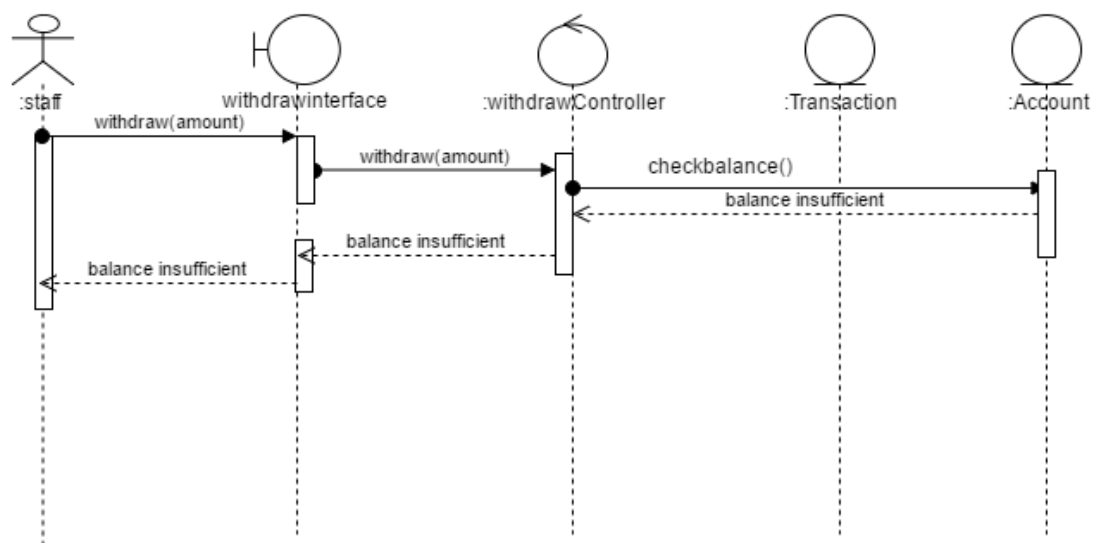 :staff
withdrawinterface
:withdrawController
:Transaction
:Account
withdraw(amount)
withdraw(amount)
checkbalance()
balance insufficient
balance insufficient
balance insufficient